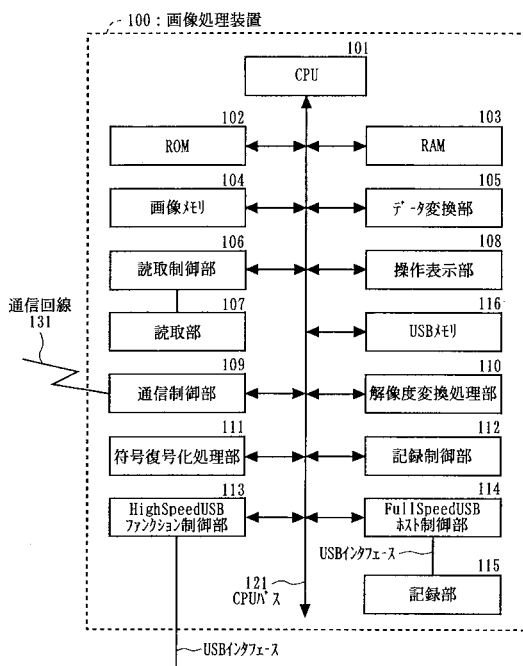 100：画像処理装置
101
CPU
102
ROM
103
RAM
104
画像ﾒﾓﾘ
105
ﾃﾞｰﾀ変換部
106
読取制御部
108
操作表示部
通信回線
131
107
読取部
116
USBﾒﾓﾘ
109
通信制御部
110
解像度変換処理部
111
符号復号化処理部
112
記録制御部
113
HighSpeedUSB
ﾌｧﾝｸｼｮﾝ制御部
114
FullSpeedUSB
ﾎｽﾄ制御部
USBｲﾝﾀﾌｪｰｽ
121
CPUﾊﾞｽ
115
記録部
USBｲﾝﾀﾌｪｰｽ